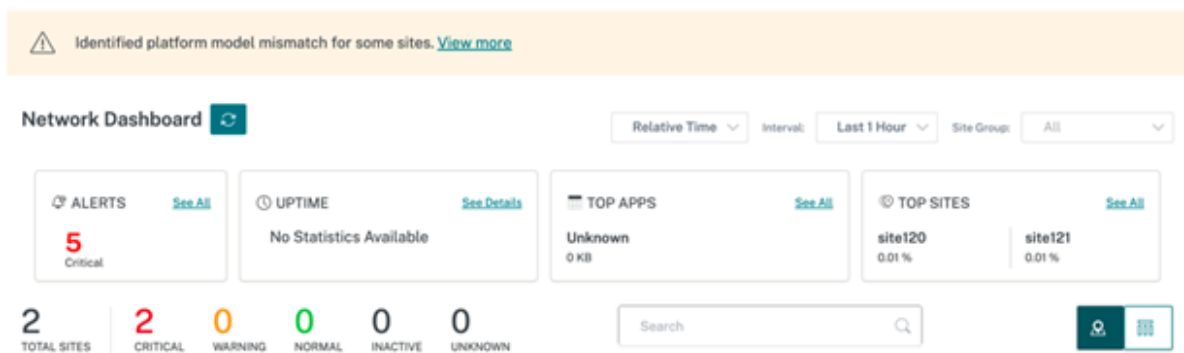 Identified platform model mismatch for some sites. View more
Network Dashboard
Relative Time
Interval:
Last 1 Hour
Site Group:
All
ALERTS
See All
5
Critical
UPTIME
See Details
No Statistics Available
TOP APPS
See All
Unknown
0 KB
TOP SITES
See All
site120
0.01 %
site121
0.01 %
2
TOTAL SITES
2
CRITICAL
0
WARNING
0
NORMAL
0
INACTIVE
0
UNKNOWN
Search